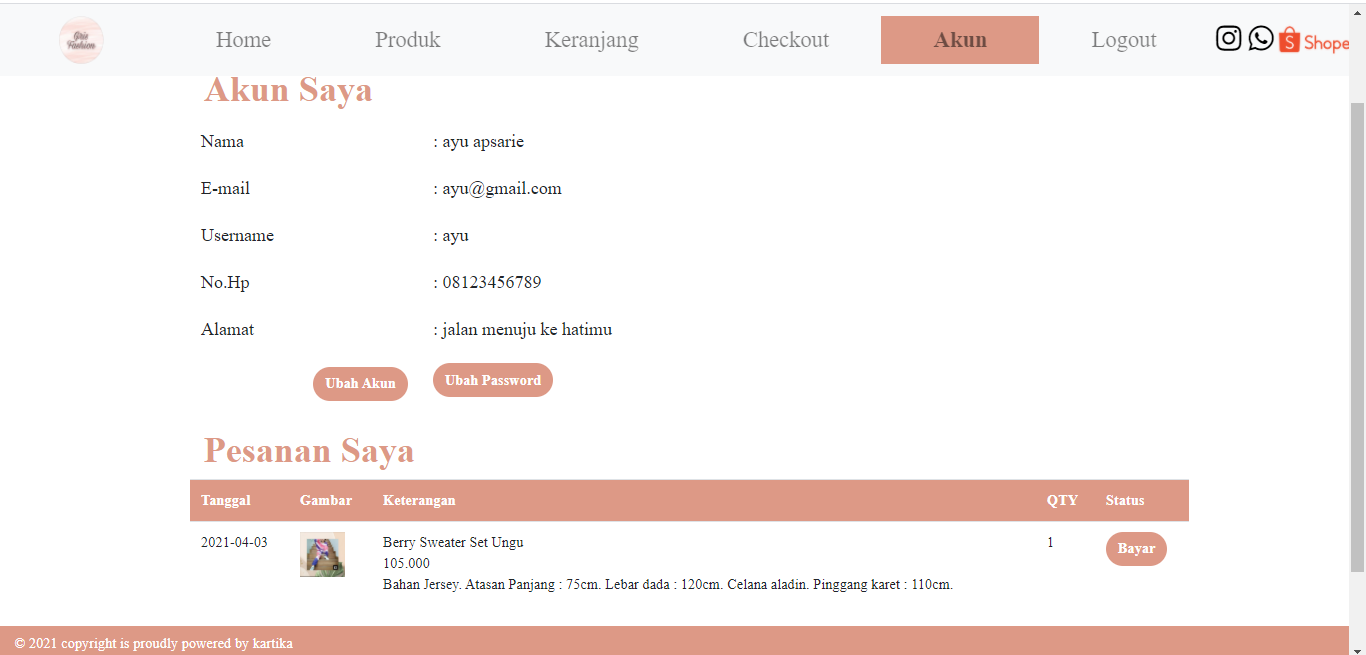 Gris Fashion Home Produk Keranjang Checkout Akun Logout Shope
Akun Saya
Nama : ayu apsarie
E-mail : ayu@gmail.com
Username : ayu
No.Hp : 08123456789
Alamat : jalan menuju ke hatimu
Ubah Akun Ubah Password
Pesanan Saya
Tanggal Gambar Keterangan QTY Status
2021-04-03 Berry Sweater Set Ungu 1 Bayar
105.000
Bahan Jersey. Atasan Panjang : 75cm. Lebar dada : 120cm. Celana aladin. Pinggang karet : 110cm.
© 2021 copyright is proudly powered by kartika